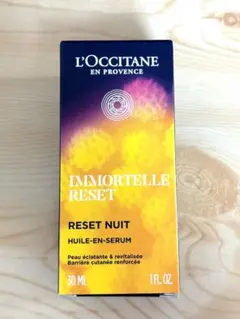 L'OCCITANE
EN PROVENCE
IMMORTELLE
RESET
RESET NUIT
HUILE-EN-SERUM
Peau éclatante & revitalisée
Barrière cutanée renforcée
30 Ml 1 FL.OZ.